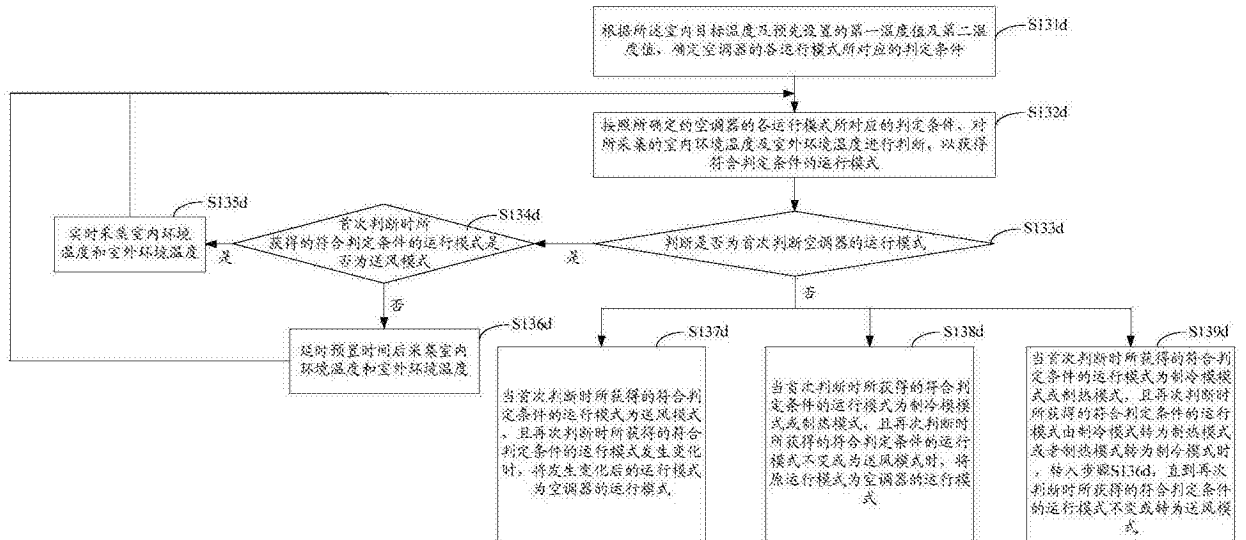 S131d
根据所述室内目标温度及预先设置的第一温度值及第二温
度值,确定空调器的各运行模式所对应的判定条件
S132d
按照所确定的空调器的各运行模式所对应的判定条件、对
所采集的室内环境温度及室外环境温度进行判断,以获得
符合判定条件的运行模式
S133d
判断是否为首次判断空调器的运行模式
是
否
S134d
首次判断时所
获得的符合判定条件的运行模式是
否为送风模式
是
否
S135d
实时采集室内环境
温度和室外环境温度
S136d
延时预置时间后采集室内
环境温度和室外环境温度
S137d
当首次判断时所获得的符合判
定条件的运行模式为送风模式
、且再次判断时所获得的符合
判定条件的运行模式发生变化
时,将发生变化后的运行模式
为空调器的运行模式
S138d
当首次判断时所获得的符合判
定条件的运行模式为制冷模模
式或制热模式,且再次判断时
所获得的符合判定条件的运行
模式不变或为送风模式时,将
原运行模式为空调器的运行模
式
S139d
当首次判断时所获得的符合判
定条件的运行模式为制冷模模
式或制热模式,且再次判断时
所获得的符合判定条件的运行
模式由制冷模式转为制热模式
或者制热模式转为制冷模式时
,转入步骤S136d,直到再次
判断时所获得的符合判定条件
的运行模式不变或转为送风模
式,